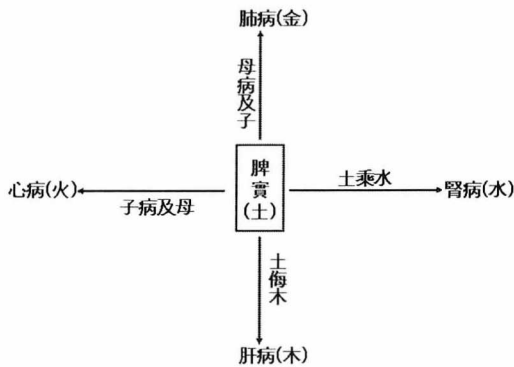 肺病(金)
母病及子
心病(火)
子病及母
脾實(土)
土乘水
腎病(水)
土侮木
肝病(木)